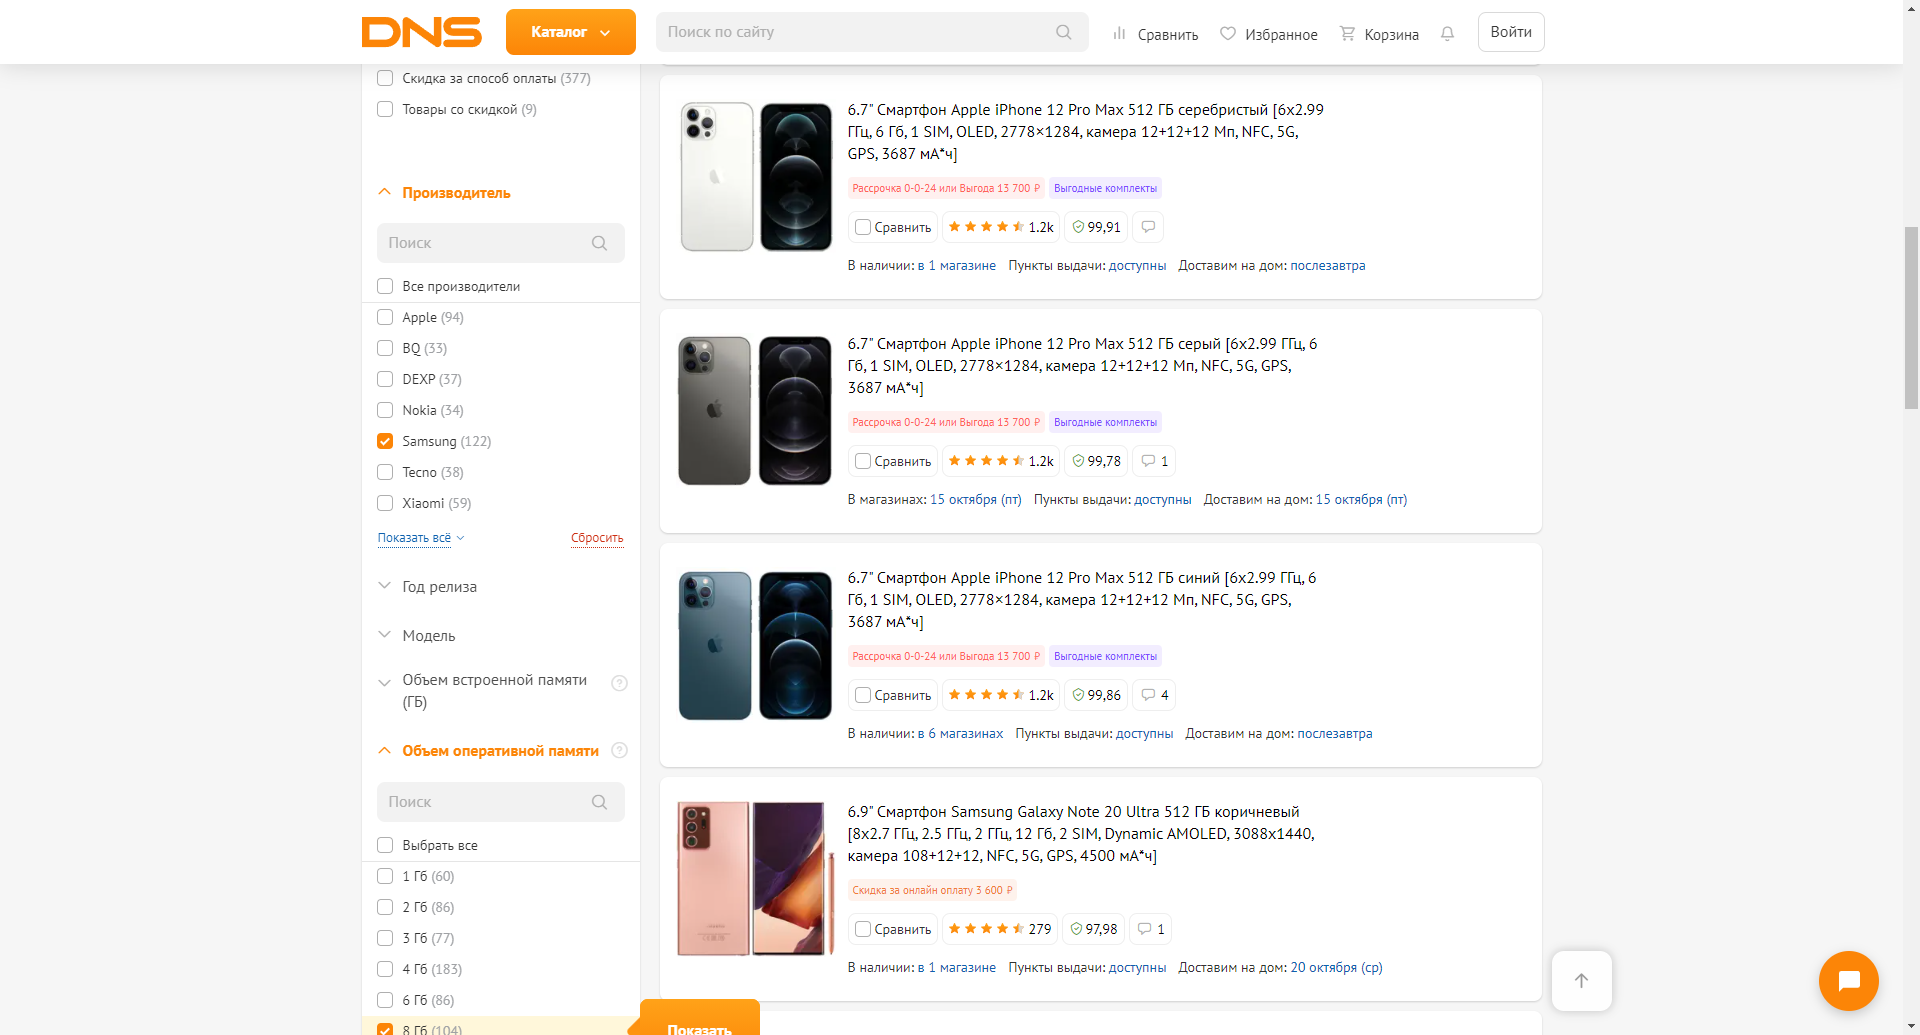 DNS
Каталог
Поиск по сайту
Сравнить
Избранное
Корзина
Войти
Скидка за способ оплаты (377)
Товары со скидкой (9)
Производитель
Поиск
Все производители
Apple (94)
BQ (33)
DEXP (37)
Nokia (34)
Samsung (122)
Tecno (38)
Xiaomi (59)
Показать всё
Сбросить
Год релиза
Модель
Объем встроенной памяти
(ГБ)
?
Объем оперативной памяти
?
Поиск
Выбрать все
1 Гб (60)
2 Гб (86)
3 Гб (77)
4 Гб (183)
6 Гб (86)
8 Гб (104)
Показать
6.7" Смартфон Apple iPhone 12 Pro Max 512 ГБ серебристый [6x2.99
ГГц, 6 Гб, 1 SIM, OLED, 2778×1284, камера 12+12+12 Мп, NFC, 5G,
GPS, 3687 мА*ч]
Рассрочка 0-0-24 или Выгода 13 700 ₽
Выгодные комплекты
Сравнить
1.2k
99,91
В наличии: в 1 магазине Пункты выдачи: доступны Доставим на дом: послезавтра
6.7" Смартфон Apple iPhone 12 Pro Max 512 ГБ серый [6x2.99 ГГц, 6
Гб, 1 SIM, OLED, 2778×1284, камера 12+12+12 Мп, NFC, 5G, GPS,
3687 мА*ч]
Рассрочка 0-0-24 или Выгода 13 700 ₽
Выгодные комплекты
Сравнить
1.2k
99,78
1
В магазинах: 15 октября (пт) Пункты выдачи: доступны Доставим на дом: 15 октября (пт)
6.7" Смартфон Apple iPhone 12 Pro Max 512 ГБ синий [6x2.99 ГГц, 6
Гб, 1 SIM, OLED, 2778×1284, камера 12+12+12 Мп, NFC, 5G, GPS,
3687 мА*ч]
Рассрочка 0-0-24 или Выгода 13 700 ₽
Выгодные комплекты
Сравнить
1.2k
99,86
4
В наличии: в 6 магазинах Пункты выдачи: доступны Доставим на дом: послезавтра
6.9" Смартфон Samsung Galaxy Note 20 Ultra 512 ГБ коричневый
[8x2.7 ГГц, 2.5 ГГц, 2 ГГц, 12 Гб, 2 SIM, Dynamic AMOLED, 3088x1440,
камера 108+12+12, NFC, 5G, GPS, 4500 мА*ч]
Скидка за онлайн оплату 3 600 ₽
Сравнить
279
97,98
1
В наличии: в 1 магазине Пункты выдачи: доступны Доставим на дом: 20 октября (ср)